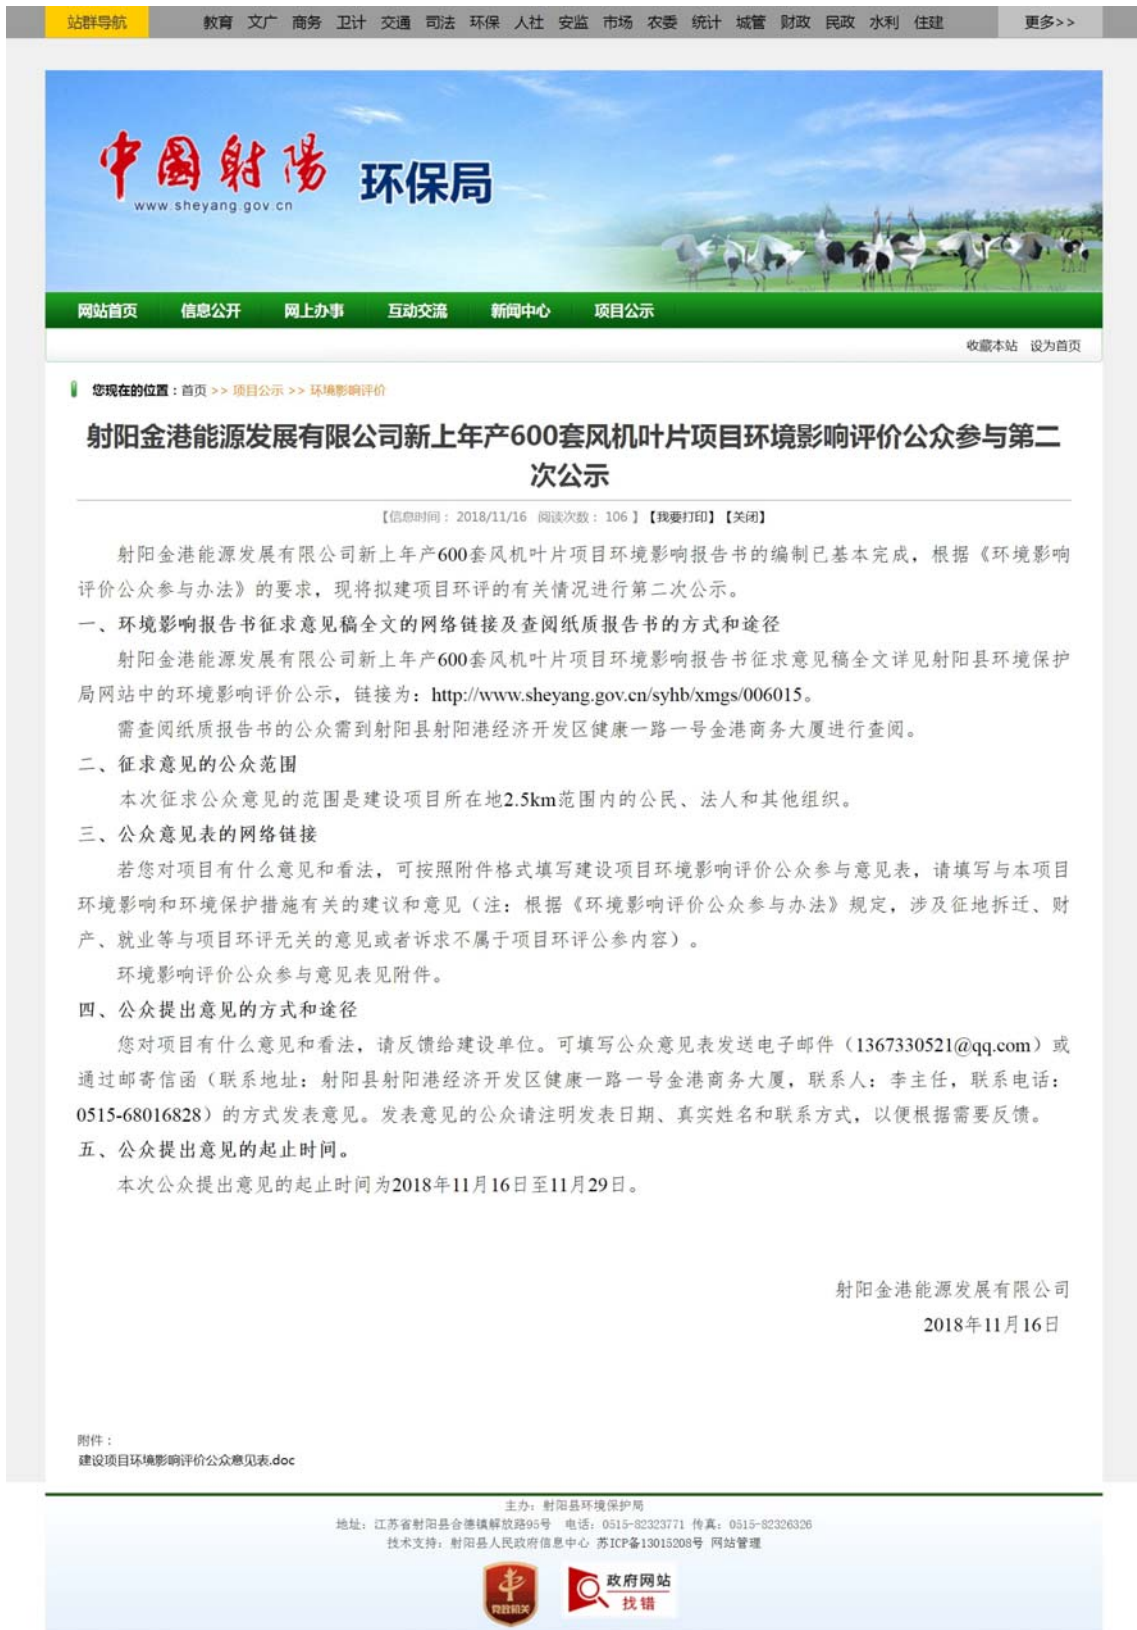 站群导航 教育 文广 商务 卫计 交通 司法 环保 人社 安监 市场 农委 统计 城管 财政 民政 水利 住建 更多>>
中國射陽 环保局
www.sheyang.gov.cn
网站首页 信息公开 网上办事 互动交流 新闻中心 项目公示
收藏本站 设为首页
您现在的位置：首页 >> 项目公示 >> 环境影响评价
射阳金港能源发展有限公司新上年产600套风机叶片项目环境影响评价公众参与第二
次公示
【信息时间： 2018/11/16 阅读次数： 106 】【我要打印】【关闭】
射阳金港能源发展有限公司新上年产600套风机叶片项目环境影响报告书的编制已基本完成，根据《环境影响
评价公众参与办法》的要求，现将拟建项目环评的有关情况进行第二次公示。
一、环境影响报告书征求意见稿全文的网络链接及查阅纸质报告书的方式和途径
射阳金港能源发展有限公司新上年产600套风机叶片项目环境影响报告书征求意见稿全文详见射阳县环境保护
局网站中的环境影响评价公示，链接为：http://www.sheyang.gov.cn/syhb/xmgs/006015。
需查阅纸质报告书的公众需到射阳县射阳港经济开发区健康一路一号金港商务大厦进行查阅。
二、征求意见的公众范围
本次征求公众意见的范围是建设项目所在地2.5km范围内的公民、法人和其他组织。
三、公众意见表的网络链接
若您对项目有什么意见和看法，可按照附件格式填写建设项目环境影响评价公众参与意见表，请填写与本项目
环境影响和环境保护措施有关的建议和意见（注：根据《环境影响评价公众参与办法》规定，涉及征地拆迁、财
产、就业等与项目环评无关的意见或者诉求不属于项目环评公参内容）。
环境影响评价公众参与意见表见附件。
四、公众提出意见的方式和途径
您对项目有什么意见和看法，请反馈给建设单位。可填写公众意见表发送电子邮件（1367330521@qq.com）或
通过邮寄信函（联系地址：射阳县射阳港经济开发区健康一路一号金港商务大厦，联系人：李主任，联系电话：
0515-68016828）的方式发表意见。发表意见的公众请注明发表日期、真实姓名和联系方式，以便根据需要反馈。
五、公众提出意见的起止时间。
本次公众提出意见的起止时间为2018年11月16日至11月29日。
射阳金港能源发展有限公司
2018年11月16日
附件：
建设项目环境影响评价公众意见表.doc
主办：射阳县环境保护局
地址：江苏省射阳县合德镇解放路95号 电话：0515-82323771 传真：0515-82326326
技术支持：射阳县人民政府信息中心 苏ICP备13015208号 网站管理
党政机关 政府网站
找错